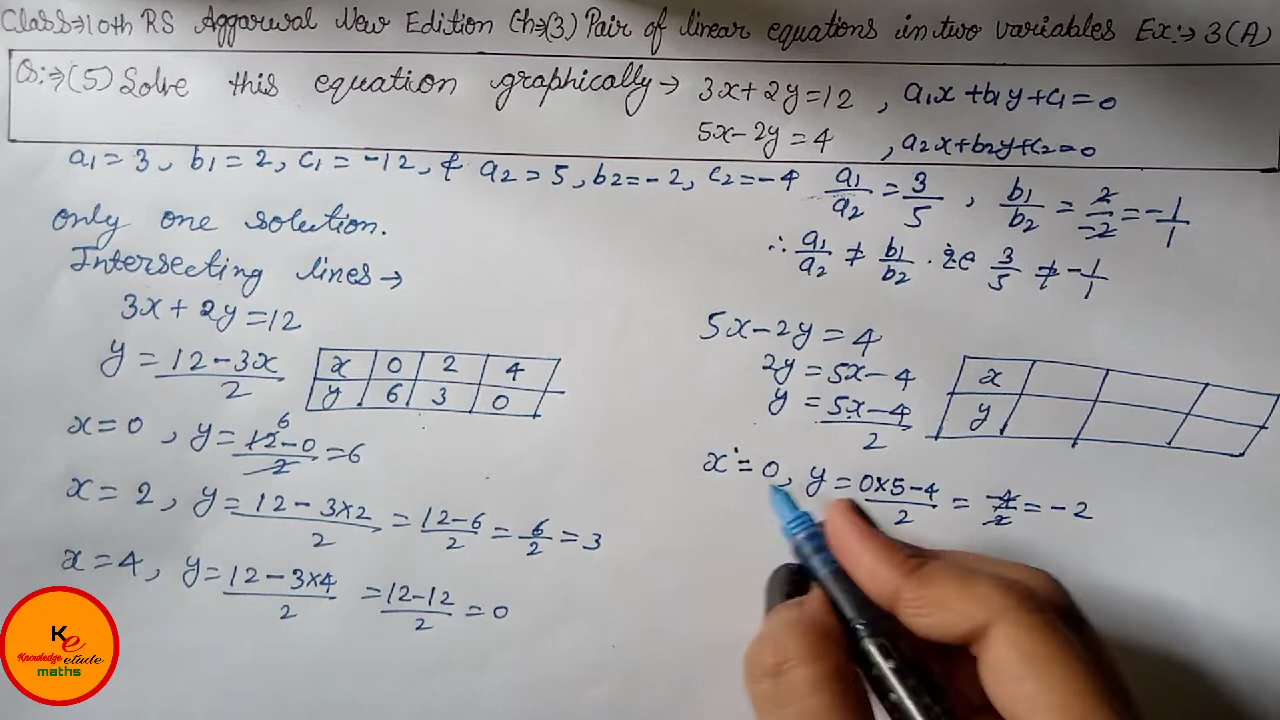 Class:→10th RS Aggarwal New Edition Ch→(3) Pair of linear equations in two variables Ex:→ 3(A)
Q:→(5) Solve this equation graphically→ 3x+2y=12 , a₁x+b₁y+c₁=0
5x-2y=4 , a₂x+b₂y+c₂=0
a₁=3, b₁=2, c₁=-12, & a₂=5, b₂=-2, c₂=-4
a₁/a₂ = 3/5 , b₁/b₂ = 2/-2 = -1/1
only one solution.
∴ a₁/a₂ ≠ b₁/b₂ . ie 3/5 ≠ -1/1
Intersecting lines→
3x+2y=12
y = 12-3x/2
x 0 2 4
y 6 3 0
x=0 , y = 12-0/2 = 6
6
x=2, y = 12-3×2/2 = 12-6/2 = 6/2 = 3
x=4, y = 12-3×4/2 = 12-12/2 = 0
5x-2y=4
2y=5x-4
y = 5x-4/2
x
y
x=0, y = 0×5-4/2 = -4/2 = -2
Ke
Knowledge etade
maths